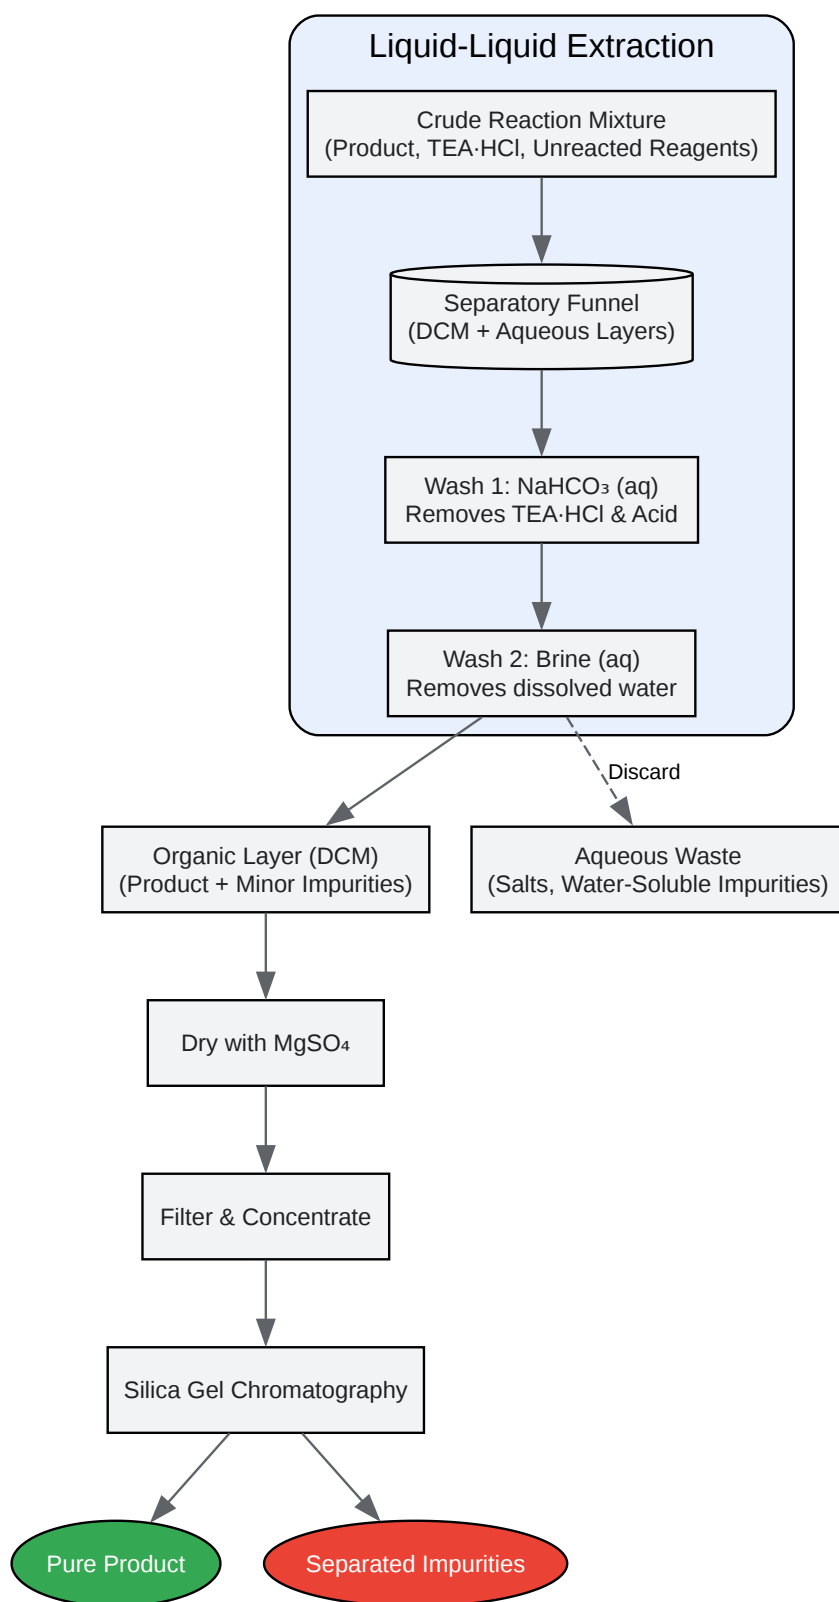 Liquid-Liquid Extraction
Crude Reaction Mixture
(Product, TEA·HCl, Unreacted Reagents)
Separatory Funnel
(DCM + Aqueous Layers)
Wash 1: NaHCO₃ (aq)
Removes TEA·HCl & Acid
Wash 2: Brine (aq)
Removes dissolved water
Discard
Organic Layer (DCM)
(Product + Minor Impurities)
Aqueous Waste
(Salts, Water-Soluble Impurities)
Dry with MgSO₄
Filter & Concentrate
Silica Gel Chromatography
Pure Product
Separated Impurities